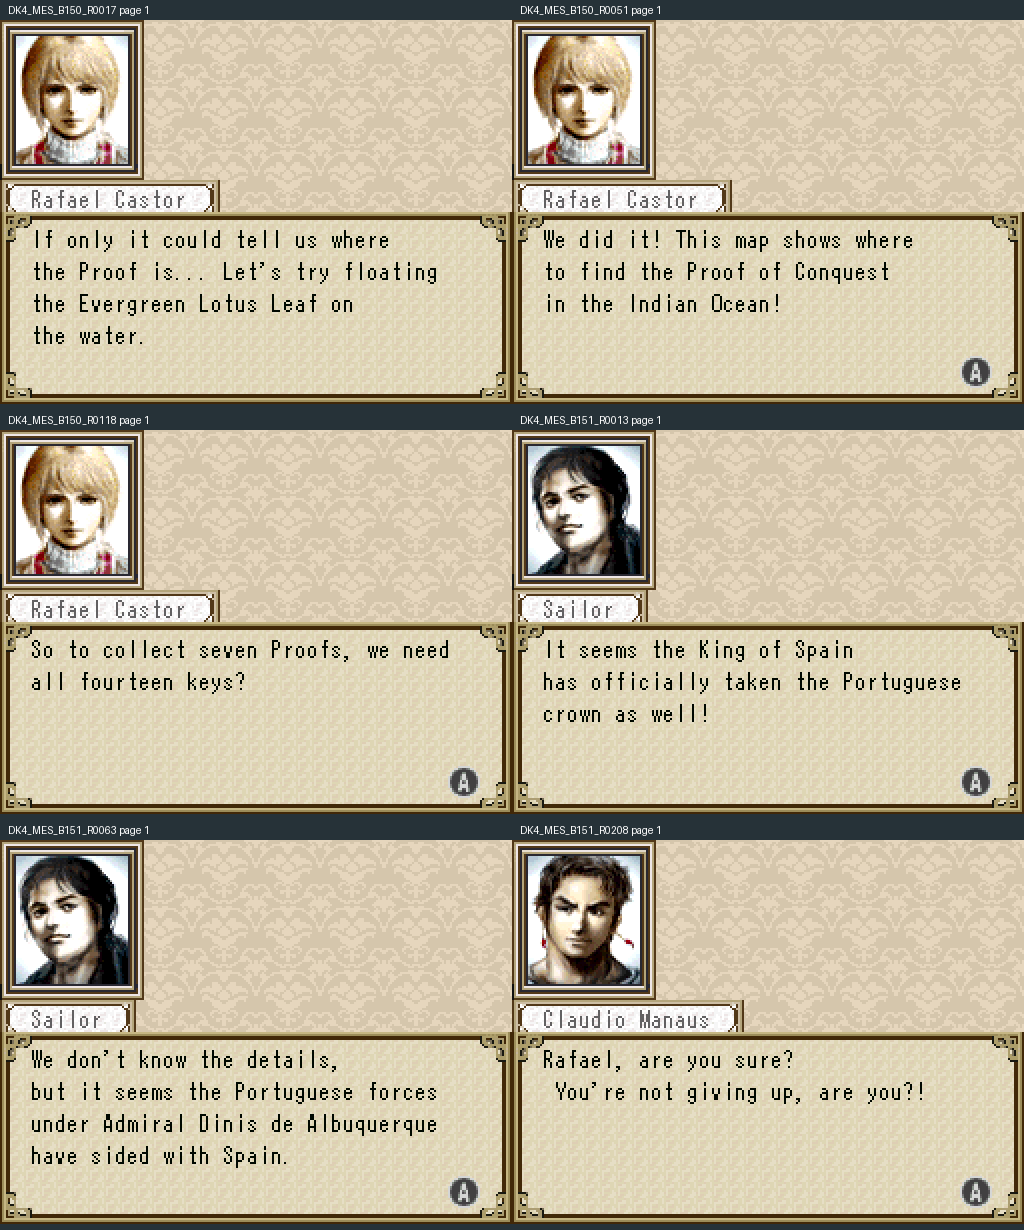 DK4_MES_B150_R0017 page 1
Rafael Castor
If only it could tell us where
the Proof is... Let's try floating
the Evergreen Lotus Leaf on
the water.
DK4_MES_B150_R0051 page 1
Rafael Castor
We did it! This map shows where
to find the Proof of Conquest
in the Indian Ocean!
A
DK4_MES_B150_R0118 page 1
Rafael Castor
So to collect seven Proofs, we need
all fourteen keys?
A
DK4_MES_B151_R0013 page 1
Sailor
It seems the King of Spain
has officially taken the Portuguese
crown as well!
A
DK4_MES_B151_R0063 page 1
Sailor
We don't know the details,
but it seems the Portuguese forces
under Admiral Dinis de Albuquerque
have sided with Spain.
A
DK4_MES_B151_R0208 page 1
Claudio Manaus
Rafael, are you sure?
You're not giving up, are you?!
A